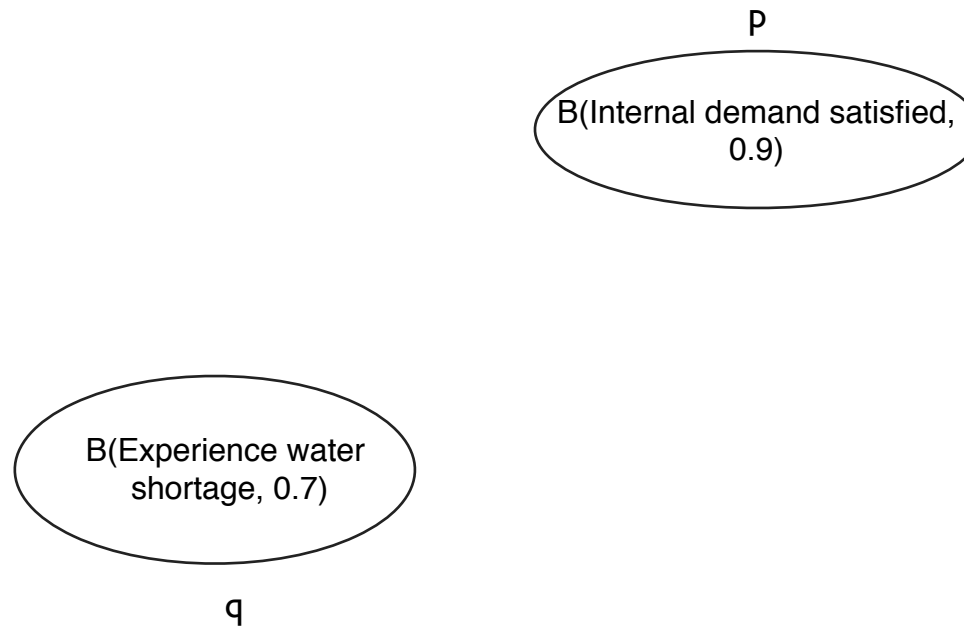 p
B(Internal demand satisfied,
0.9)
B(Experience water
shortage, 0.7)
q